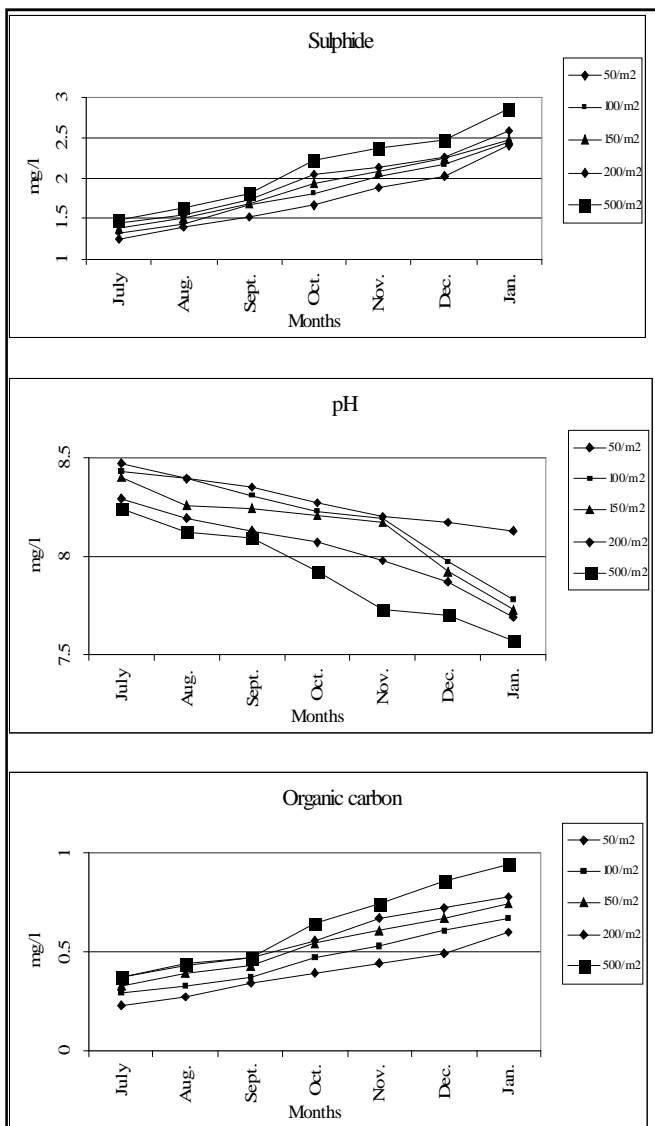 Sulphide
3
2.5
2
1.5
1
mg/l
July Aug. Sept. Oct. Nov. Dec. Jan.
Months
50/m2
100/m2
150/m2
200/m2
500/m2
pH
8.5
8
7.5
mg/l
July Aug. Sept. Oct. Nov. Dec. Jan.
Months
50/m2
100/m2
150/m2
200/m2
500/m2
Organic carbon
1
0.5
0
mg/l
July Aug. Sept. Oct. Nov. Dec. Jan.
Months
50/m2
100/m2
150/m2
200/m2
500/m2